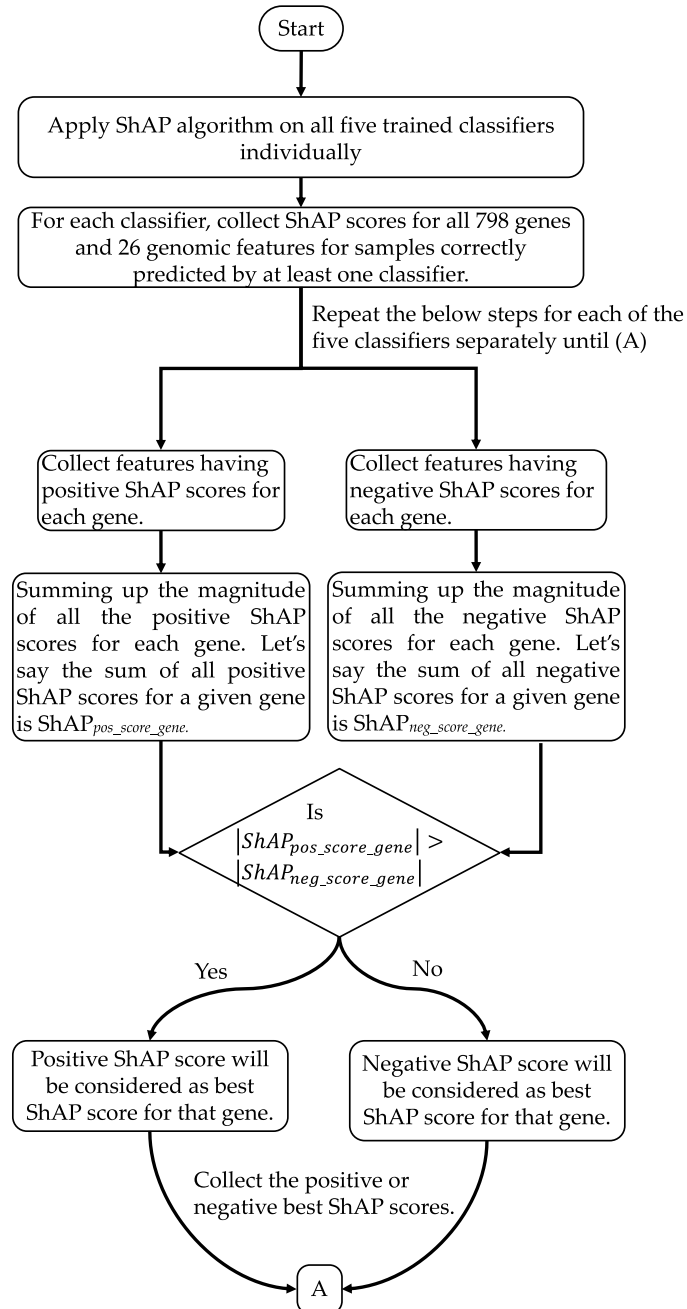 Start
Apply ShAP algorithm on all five trained classifiers
individually
For each classifier, collect ShAP scores for all 798 genes
and 26 genomic features for samples correctly
predicted by at least one classifier.
Repeat the below steps for each of the
five classifiers separately until (A)
Collect features having
positive ShAP scores for
each gene.
Collect features having
negative ShAP scores for
each gene.
Summing up the magnitude
of all the positive ShAP
scores for each gene. Let's
say the sum of all positive
ShAP scores for a given gene
is ShAP_pos_score_gene.
Summing up the magnitude
of all the negative ShAP
scores for each gene. Let's
say the sum of all negative
ShAP scores for a given gene
is ShAP_neg_score_gene.
Is
|ShAP_pos_score_gene| >
|ShAP_neg_score_gene|
Yes
No
Positive ShAP score will
be considered as best
ShAP score for that gene.
Negative ShAP score will
be considered as best
ShAP score for that gene.
Collect the positive or
negative best ShAP scores.
A